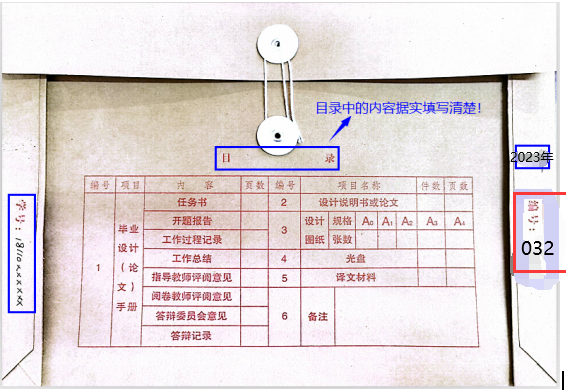 目录中的内容据实填写清楚！
目 录
2023年
编号 项目 内 容 页数 编号 项目名称 件数 页数
1 毕业设计（论文）手册
任务书
开题报告
工作过程记录
工作总结
指导教师评阅意见
阅卷教师评阅意见
答辩委员会意见
答辩记录
2 设计说明书或论文
3 设计图纸 规格 A₀ A₁ A₂ A₃ A₄
张数
4 光盘
5 译文材料
6 备注
学号：18110xxxxxx
编号：
032